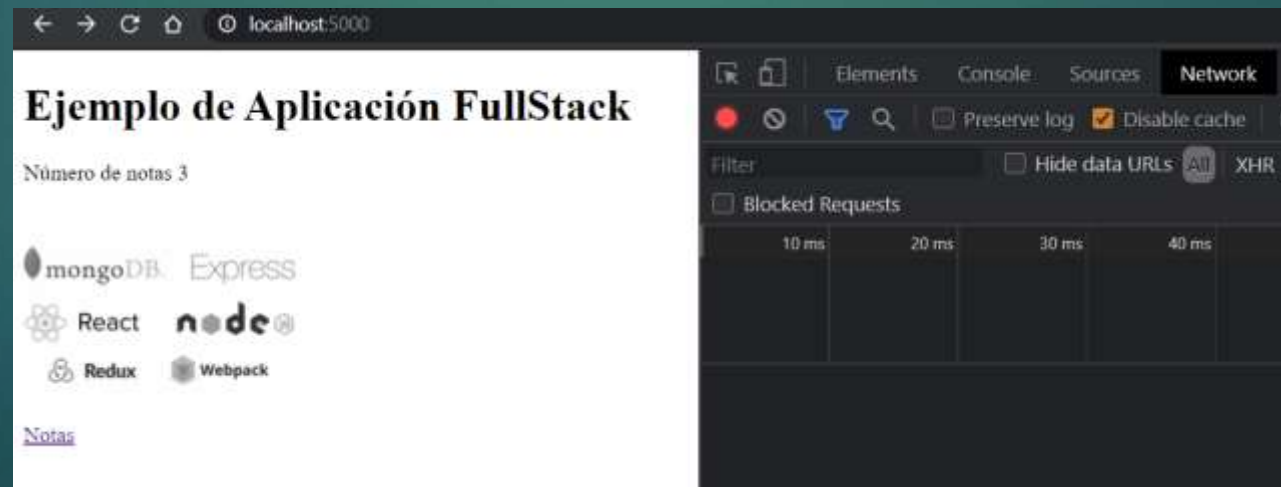 localhost:5000
Ejemplo de Aplicación FullStack
Número de notas 3
mongoDB. Express
React node
Redux Webpack
Notas
Elements Console Sources Network
Preserve log Disable cache
Filter Hide data URLs All XHR
Blocked Requests
10 ms 20 ms 30 ms 40 ms